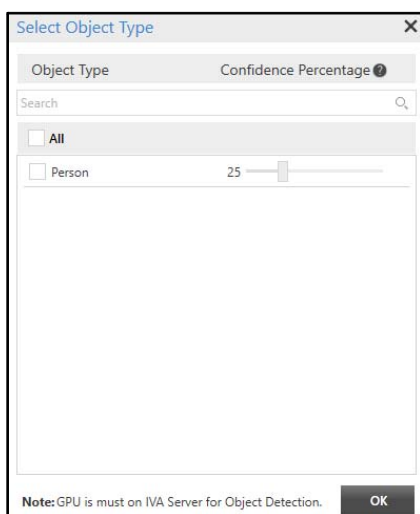 Select Object Type
Object Type Confidence Percentage
Search
All
Person 25
Note: GPU is must on IVA Server for Object Detection. OK